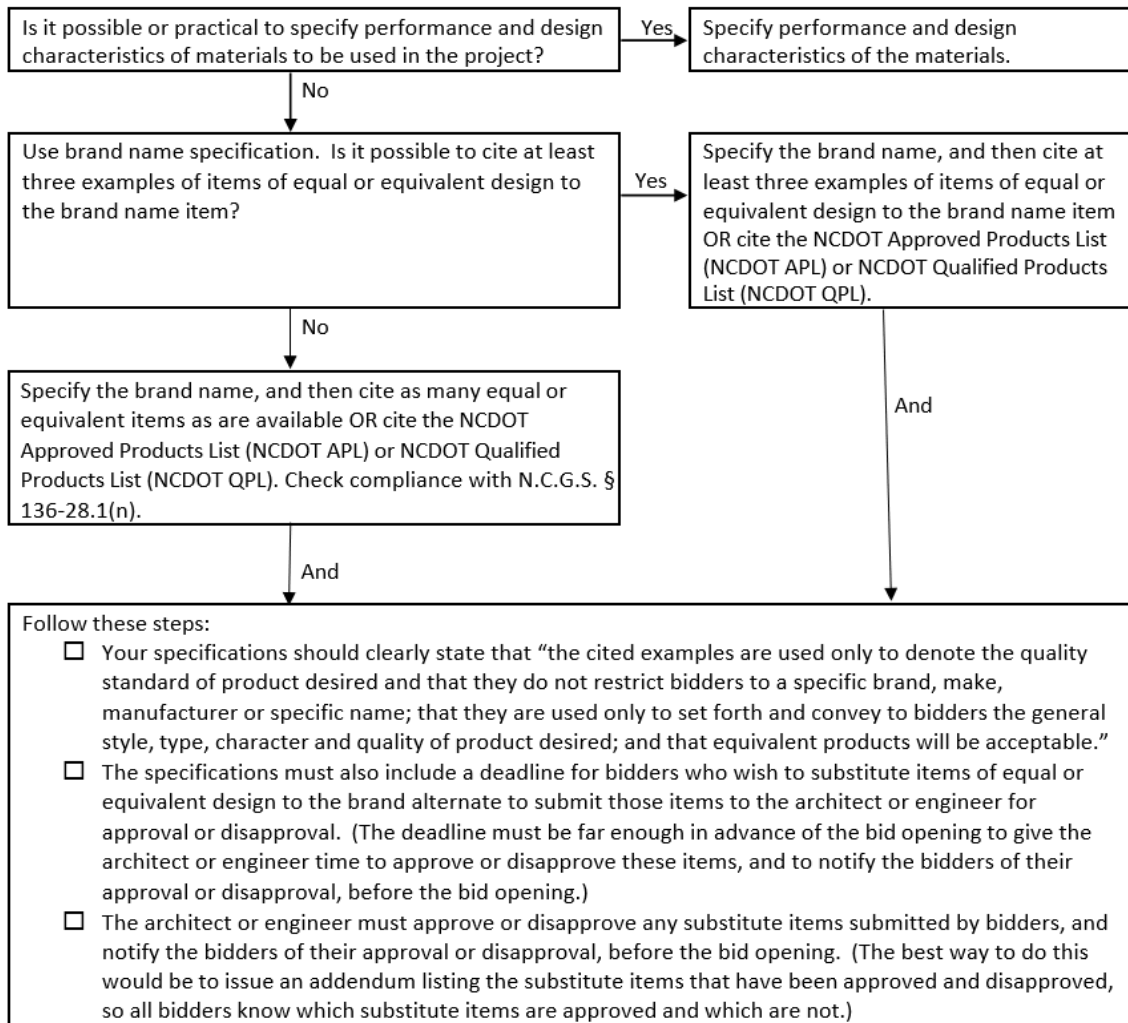 Is it possible or practical to specify performance and design
characteristics of materials to be used in the project?
Yes
Specify performance and design
characteristics of the materials.
No
Use brand name specification.  Is it possible to cite at least
three examples of items of equal or equivalent design to
the brand name item?
Yes
Specify the brand name, and then cite at
least three examples of items of equal or
equivalent design to the brand name item
OR cite the NCDOT Approved Products List
(NCDOT APL) or NCDOT Qualified Products
List (NCDOT QPL).
No
Specify the brand name, and then cite as many equal or
equivalent items as are available OR cite the NCDOT
Approved Products List (NCDOT APL) or NCDOT Qualified
Products List (NCDOT QPL). Check compliance with N.C.G.S. §
136-28.1(n).
And
And
Follow these steps:
☐ Your specifications should clearly state that “the cited examples are used only to denote the quality
standard of product desired and that they do not restrict bidders to a specific brand, make,
manufacturer or specific name; that they are used only to set forth and convey to bidders the general
style, type, character and quality of product desired; and that equivalent products will be acceptable.”
☐ The specifications must also include a deadline for bidders who wish to substitute items of equal or
equivalent design to the brand alternate to submit those items to the architect or engineer for
approval or disapproval.  (The deadline must be far enough in advance of the bid opening to give the
architect or engineer time to approve or disapprove these items, and to notify the bidders of their
approval or disapproval, before the bid opening.)
☐ The architect or engineer must approve or disapprove any substitute items submitted by bidders, and
notify the bidders of their approval or disapproval, before the bid opening.  (The best way to do this
would be to issue an addendum listing the substitute items that have been approved and disapproved,
so all bidders know which substitute items are approved and which are not.)